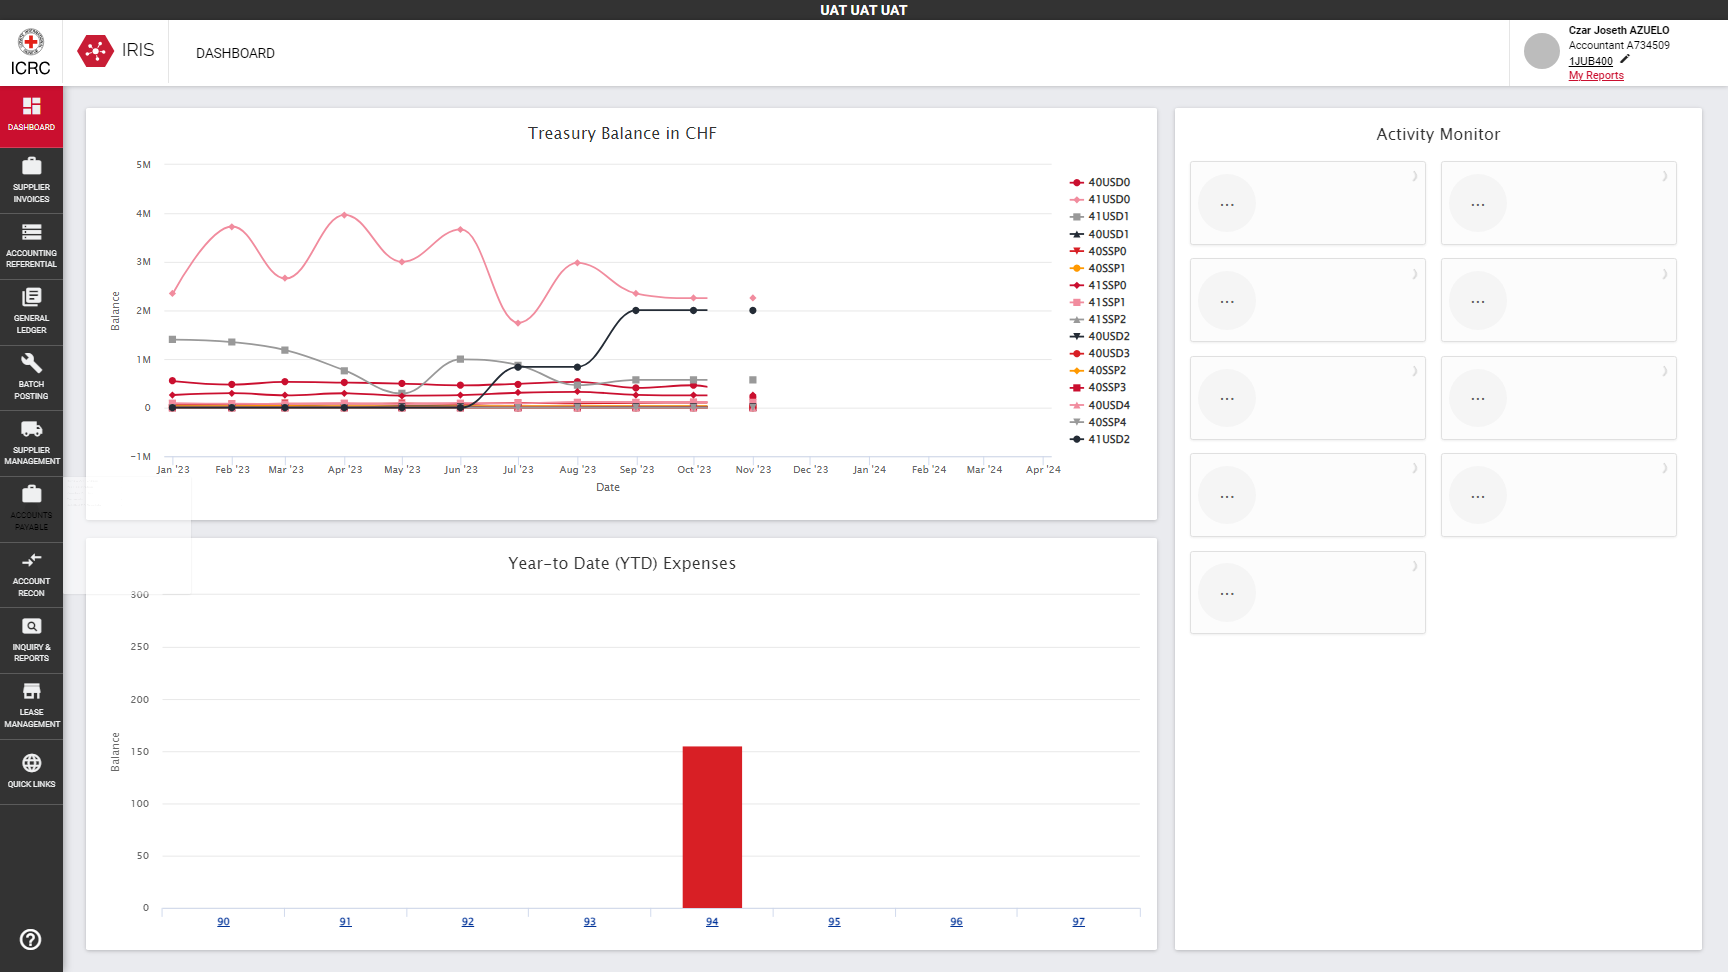 UAT UAT UAT
ICRC
IRIS
DASHBOARD
Czar Joseth AZUELO
Accountant A734509
1JUB400
My Reports
DASHBOARD
SUPPLIER
INVOICES
ACCOUNTING
REFERENTIAL
GENERAL
LEDGER
BATCH
POSTING
SUPPLIER
MANAGEMENT
ACCOUNTS
PAYABLE
ACCOUNT
RECON
INQUIRY &
REPORTS
LEASE
MANAGEMENT
QUICK LINKS
Treasury Balance in CHF
5M
4M
3M
2M
1M
0
−1M
Balance
Jan '23 Feb '23 Mar '23 Apr '23 May '23 Jun '23 Jul '23 Aug '23 Sep '23 Oct '23 Nov '23 Dec '23 Jan '24 Feb '24 Mar '24 Apr '24
Date
40USD0
41USD0
41USD1
40USD1
40SSP0
40SSP1
41SSP0
41SSP1
41SSP2
40USD2
40USD3
40SSP2
40SSP3
40USD4
40SSP4
41USD2
Year-to Date (YTD) Expenses
300
250
200
150
100
50
0
Balance
90 91 92 93 94 95 96 97
Activity Monitor
... ...
... ...
... ...
... ...
...